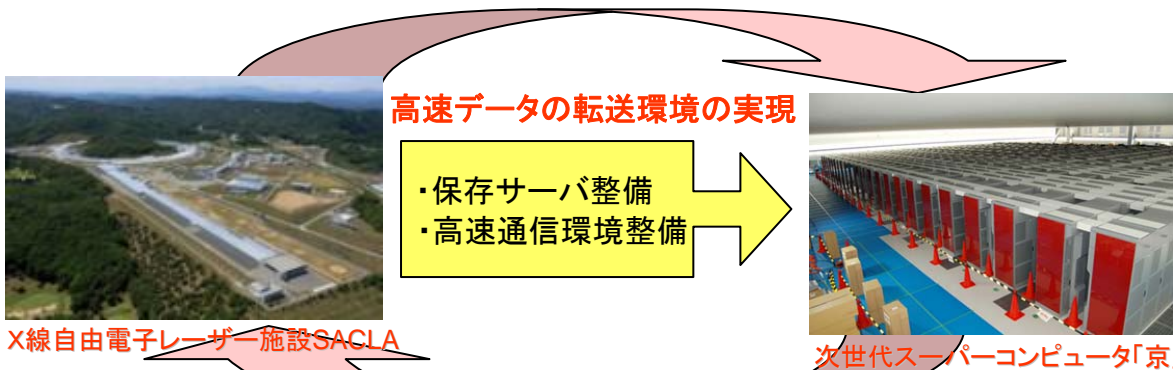 高速データの転送環境の実現
・保存サーバ整備
・高速通信環境整備
X線自由電子レーザー施設SACLA
次世代スーパーコンピュータ「京